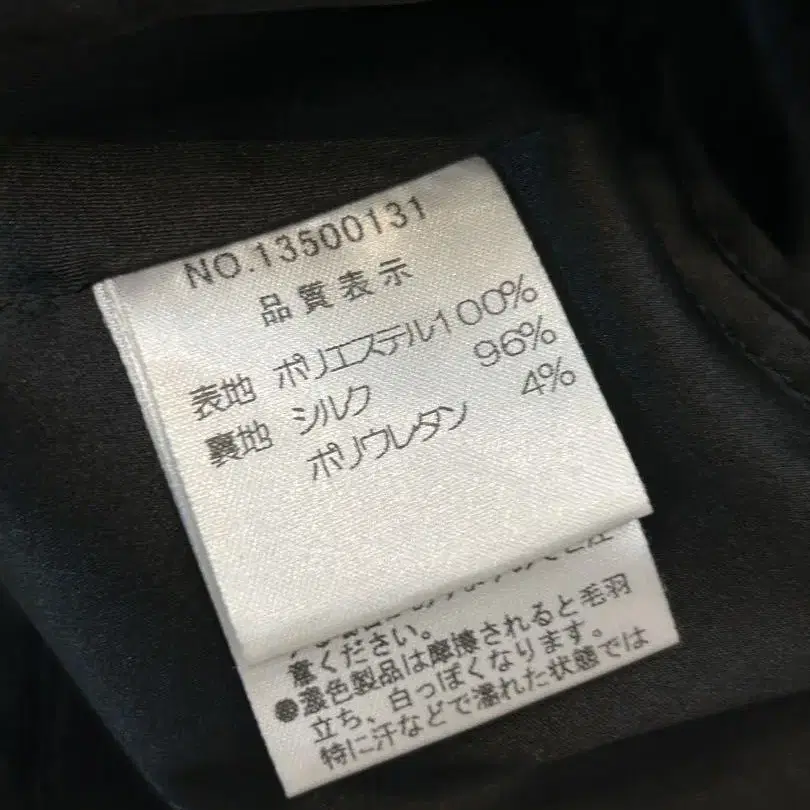 NO.13500131
品質表示
表地 ポリエステル100%
裏地 シルク 96%
ポリウレタン 4%
意ください。
●濃色製品は摩擦されると毛羽
立ち、白っぽくなります。
特に汗などで濡れた状態では